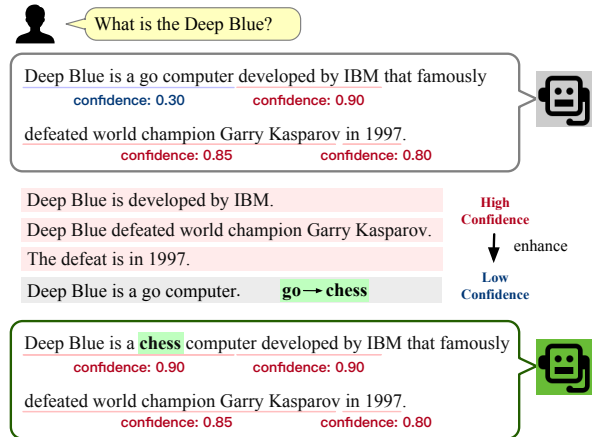 What is the Deep Blue?
Deep Blue is a go computer developed by IBM that famously
confidence: 0.30 confidence: 0.90
defeated world champion Garry Kasparov in 1997.
confidence: 0.85 confidence: 0.80
Deep Blue is developed by IBM.
Deep Blue defeated world champion Garry Kasparov.
The defeat is in 1997.
Deep Blue is a go computer. go→chess
High
Confidence
enhance
Low
Confidence
Deep Blue is a chess computer developed by IBM that famously
confidence: 0.90 confidence: 0.90
defeated world champion Garry Kasparov in 1997.
confidence: 0.85 confidence: 0.80